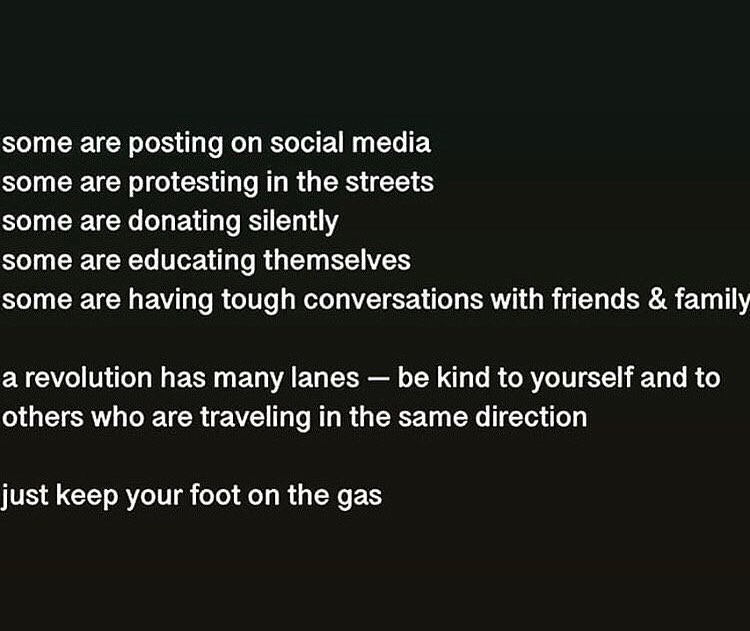 some are posting on social media
some are protesting in the streets
some are donating silently
some are educating themselves
some are having tough conversations with friends & family
a revolution has many lanes — be kind to yourself and to
others who are traveling in the same direction
just keep your foot on the gas